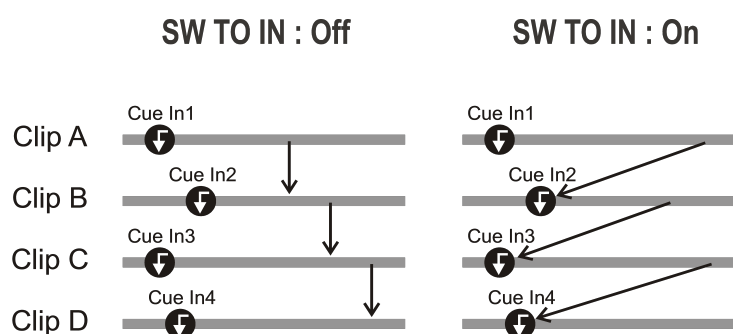 SW TO IN : Off SW TO IN : On
Cue In1 Cue In1
Clip A
Cue In2 Cue In2
Clip B
Cue In3 Cue In3
Clip C
Cue In4 Cue In4
Clip D